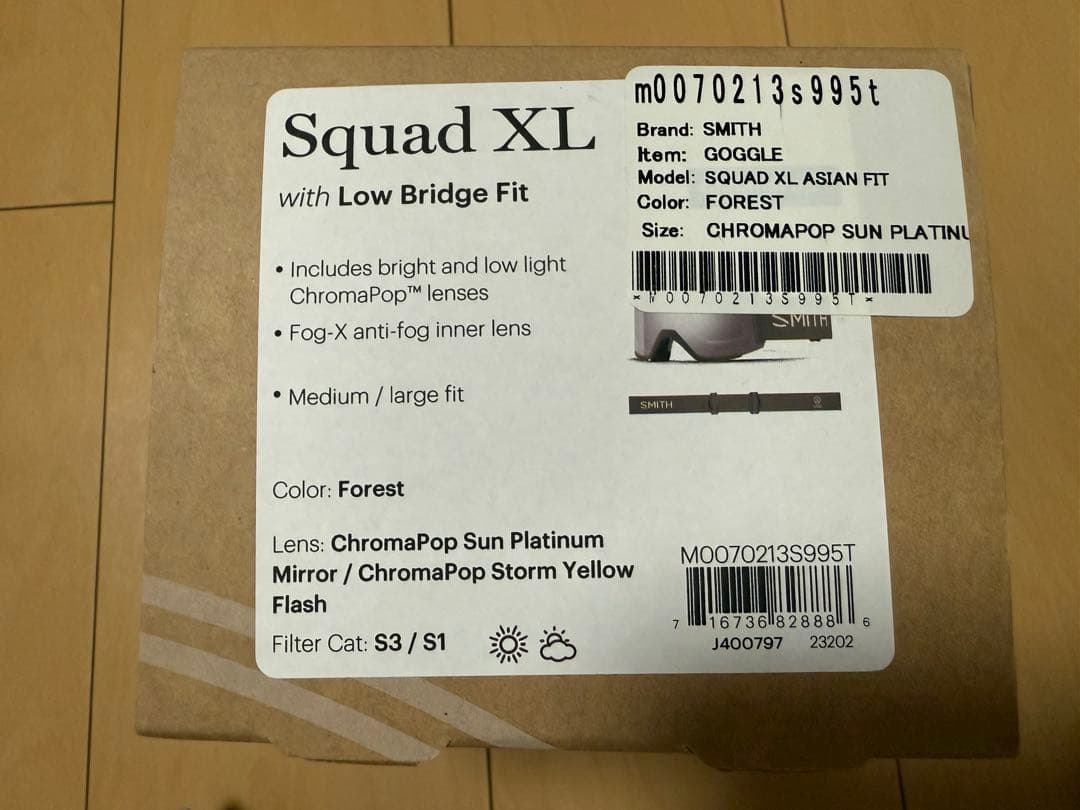 Squad XL
with Low Bridge Fit
• Includes bright and low light
ChromaPop™ lenses
• Fog-X anti-fog inner lens
• Medium / large fit
Color: Forest
Lens: ChromaPop Sun Platinum
Mirror / ChromaPop Storm Yellow
Flash
Filter Cat: S3 / S1
m0070213s995t
Brand: SMITH
Item: GOGGLE
Model: SQUAD XL ASIAN FIT
Color: FOREST
Size: CHROMAPOP SUN PLATINU
*M0070213S995T*
SMITH
SMITH
M0070213S995T
7 16736 82888 6
J400797 23202